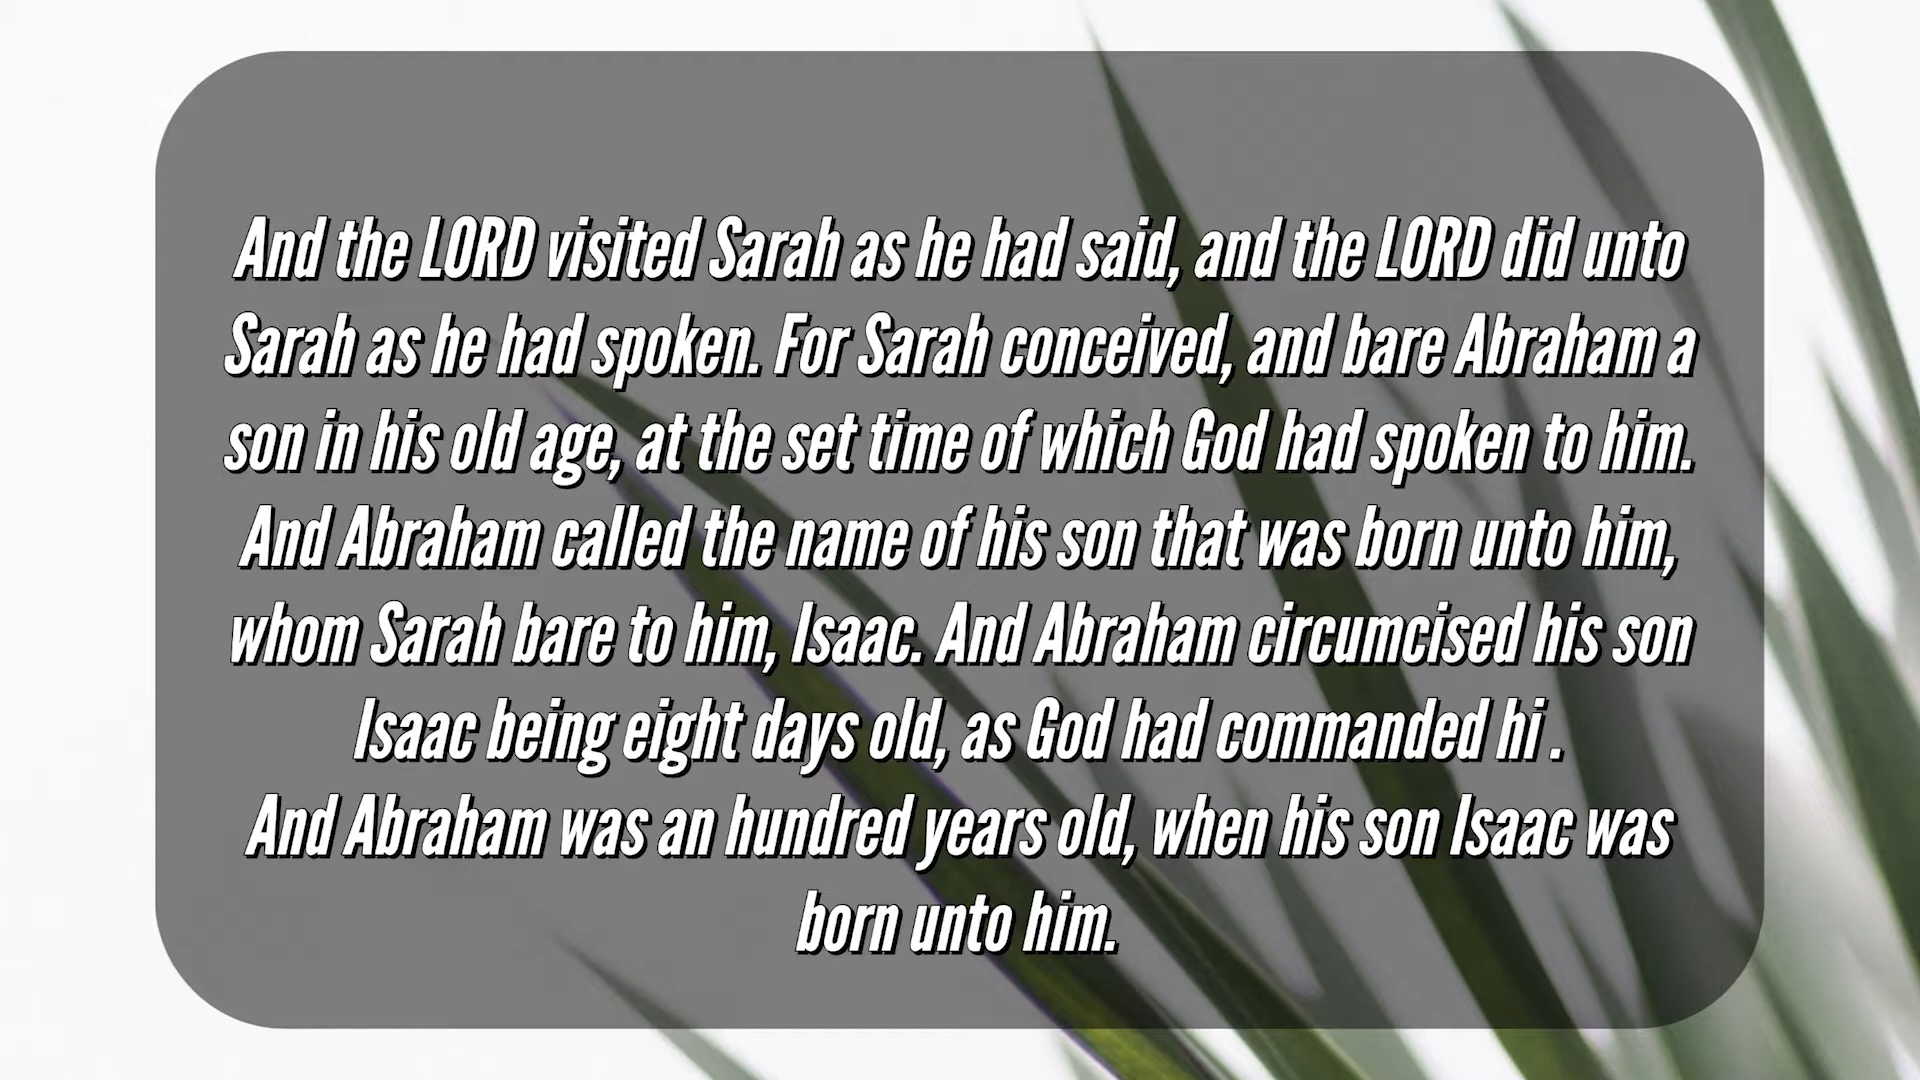 And the LORD visited Sarah as he had said, and the LORD did unto
Sarah as he had spoken. For Sarah conceived, and bare Abraham a
son in his old age, at the set time of which God had spoken to him.
And Abraham called the name of his son that was born unto him,
whom Sarah bare to him, Isaac. And Abraham circumcised his son
Isaac being eight days old, as God had commanded hi .
And Abraham was an hundred years old, when his son Isaac was
born unto him.